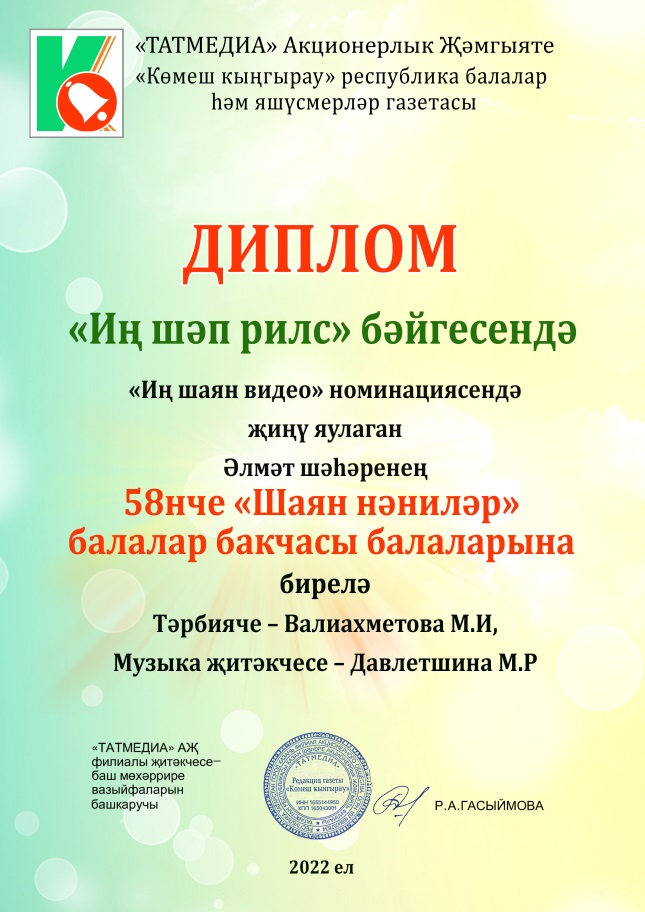 «ТАТМЕДИА» Акционерлык Җәмгыяте
«Көмеш кыңгырау» республика балалар
һәм яшүсмерләр газетасы
ДИПЛОМ
«Иң шәп рилс» бәйгесендә
«Иң шаян видео» номинациясендә
җиңү яулаган
Әлмәт шәһәренең
58нче «Шаян нәниләр»
балалар бакчасы балаларына
бирелә
Тәрбияче – Валиахметова М.И,
Музыка җитәкчесе – Давлетшина М.Р
«ТАТМЕДИА» АҖ
филиалы җитәкчесе–
баш мөхәррире
вазыйфаларын
башкаручы
«ТАТМЕДИА»
Редакция газеты
«Көмеш кыңгырау»
ИНН 1655144950
КПП 165043001
Р.А.ГАСЫЙМОВА
2022 ел